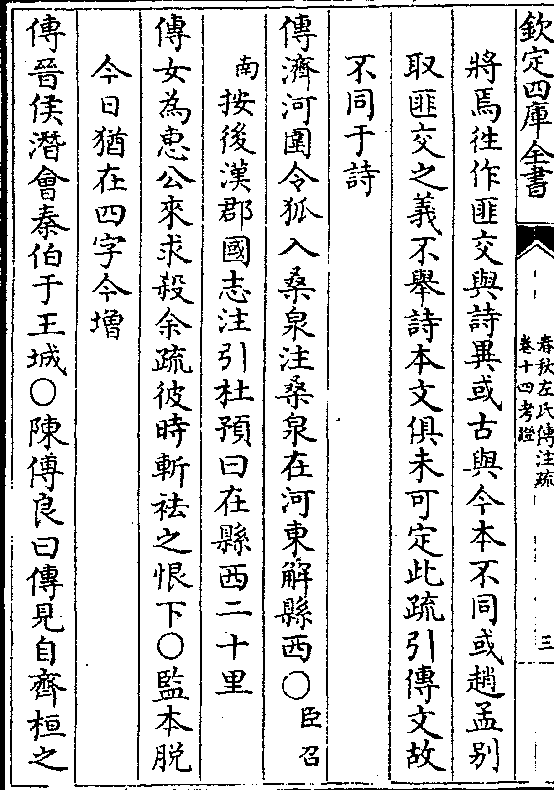 欽定四庫全書
春秋左氏傳注疏
卷十四考證
三
將焉往作匪交與詩異或古與今本不同或趙孟别
取匪交之義不舉詩本文俱未可定此疏引傳文故
不同于詩
傳濟河圍令狐入桑泉注桑泉在河東解縣西○臣召
南按後漢郡國志注引杜預曰在縣西二十里
傳女為惠公來求殺余疏彼時斬袪之恨下○監本脱
今日猶在四字今增
傳晉侯潛會秦伯于王城○陳傅良曰傳見自齊桓之